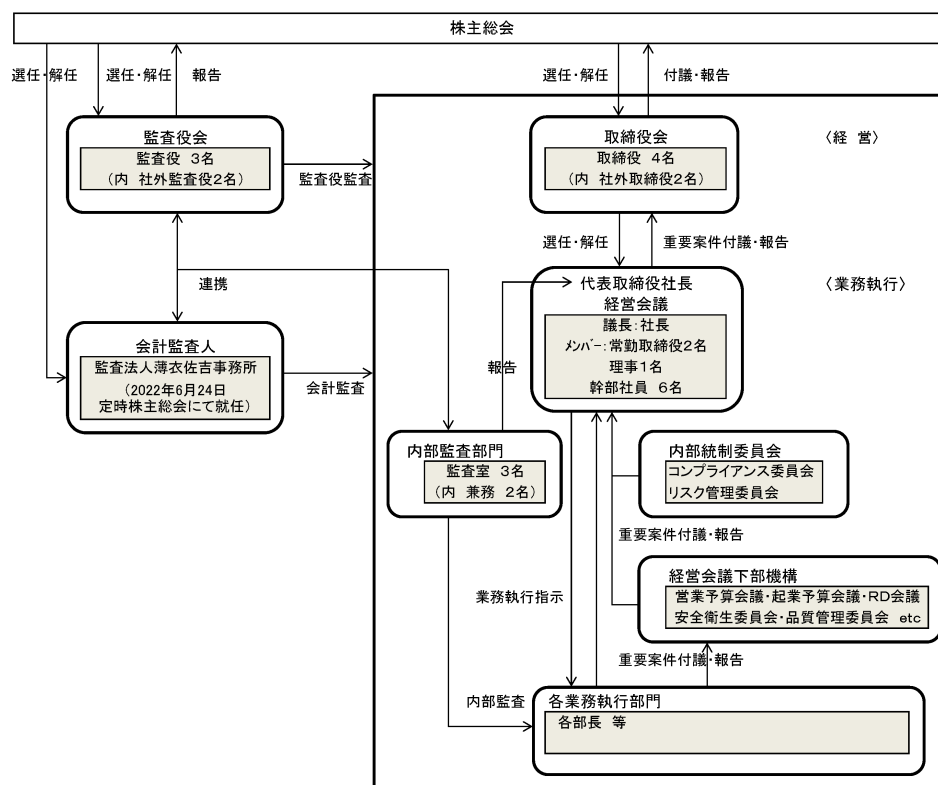 株主総会
選任・解任
選任・解任
報告
選任・解任
付議・報告
監査役会
監査役 3名
(内 社外監査役2名)
監査役監査
取締役会
取締役 4名
(内 社外取締役2名)
〈経 営〉
選任・解任
重要案件付議・報告
連携
代表取締役社長
経営会議
議長:社長
メンバー:常勤取締役2名
理事1名
幹部社員 6名
〈業務執行〉
会計監査人
監査法人薄衣佐吉事務所
(2022年6月24日
定時株主総会にて就任)
会計監査
報告
内部監査部門
監査室 3名
(内 兼務 2名)
内部統制委員会
コンプライアンス委員会
リスク管理委員会
重要案件付議・報告
経営会議下部機構
営業予算会議・起業予算会議・RD会議
安全衛生委員会・品質管理委員会 etc
業務執行指示
重要案件付議・報告
内部監査
各業務執行部門
各部長 等